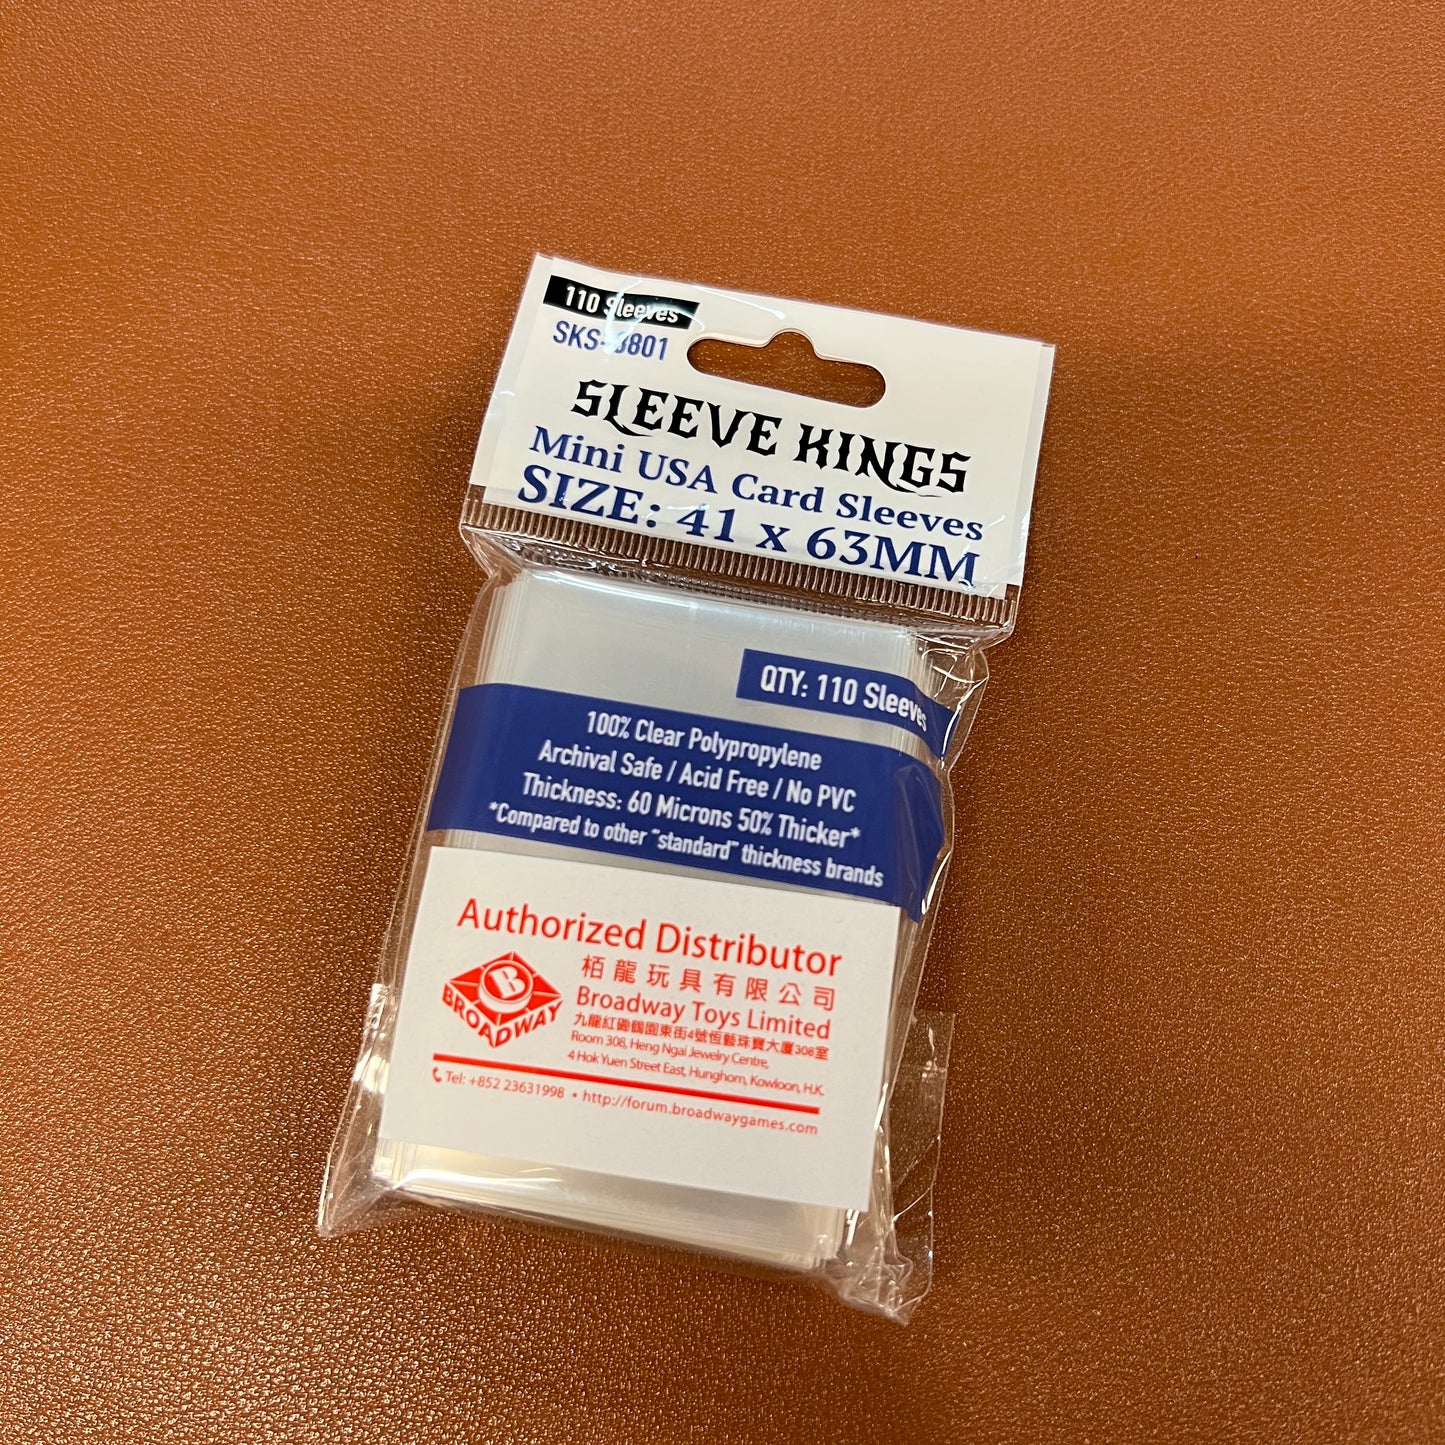 110 Sleeves
SLEEVE KINGS
Mini USA Card Sleeves
SIZE: 41 x 63MM
QTY: 110 Sleeves
100% Clear Polypropylene
Archival Safe / Acid Free / No PVC
Thickness: 60 Microns 50% Thicker*
*Compared to other "standard" thickness brands
Authorized Distributor
栢龍玩具有限公司
BROADWAY
Broadway Toys Limited
九龍紅磡鶴園東街4號恆藝珠寶大厦308室
Room 308, Heng Ngai Jewelry Centre,
4 Hok Yuen Street East, Hunghom, Kowloon, H.K.
Tel: +852 23631998 • http://forum.broadwaygames.com